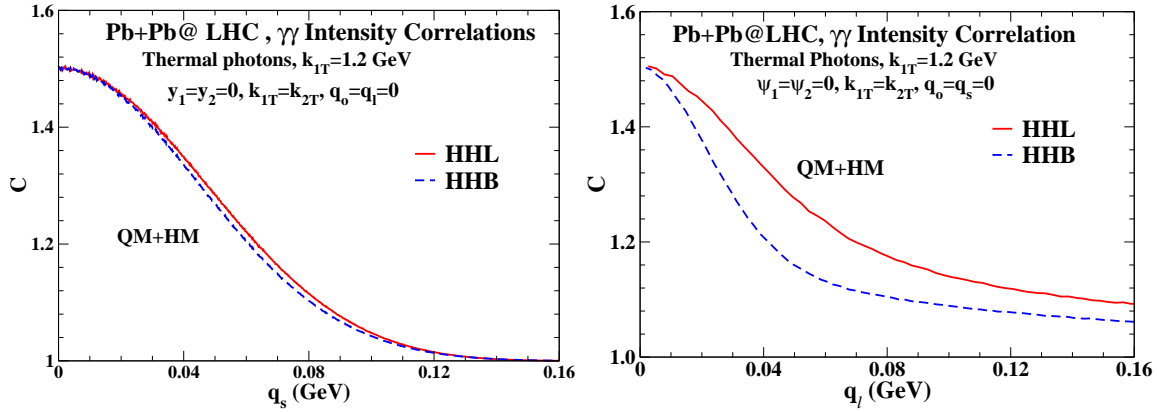 Pb+Pb@ LHC , γγ Intensity Correlations
Thermal photons, k1T=1.2 GeV
y1=y2=0, k1T=k2T, qo=ql=0
HHL
HHB
QM+HM
C
1.6
1.4
1.2
1
0
0.04
0.08
0.12
0.16
qs (GeV)
Pb+Pb@LHC, γγ Intensity Correlation
Thermal Photons, k1T=1.2 GeV
ψ1=ψ2=0, k1T=k2T, qo=qs=0
HHL
HHB
QM+HM
C
1.6
1.4
1.2
1.0
0
0.04
0.08
0.12
0.16
ql (GeV)